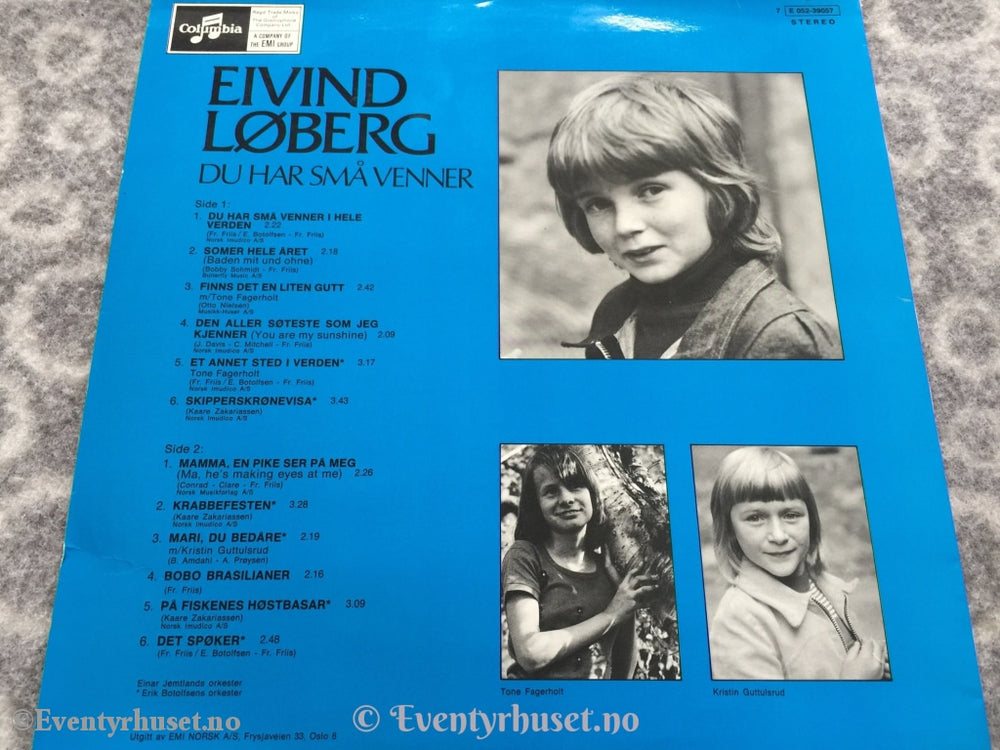 Columbia
Regd Trade Marks
of
The Gramophone
Company Ltd
A COMPANY OF
THE EMI GROUP
7 E 052-39057
STEREO
EIVIND
LØBERG
DU HAR SMÅ VENNER
Side 1:
1. DU HAR SMÅ VENNER I HELE
VERDEN 2.22
(Fr. Friis / E. Botolfsen - Fr. Friis)
Norsk Imudico A/S
2. SOMER HELE ÅRET 2.18
(Baden mit und ohne)
(Bobby Schmidt - Fr. Friis)
Butterfly Music A/S
3. FINNS DET EN LITEN GUTT 2.42
m/Tone Fagerholt
(Otto Nielsen)
Musikk-Huset A/S
4. DEN ALLER SØTESTE SOM JEG
KJENNER (You are my sunshine) 2.09
(J. Davis - C. Mitchell - Fr. Friis)
Norsk Imudico A/S
5. ET ANNET STED I VERDEN* 3.17
Tone Fagerholt
(Fr. Friis / E. Botolfsen - Fr. Friis)
Norsk Imudico A/S
6. SKIPPERSKRØNEVISA* 3.43
(Kaare Zakariassen)
Norsk Imudico A/S
Side 2:
1. MAMMA, EN PIKE SER PÅ MEG
(Ma, he's making eyes at me) 2.26
(Conrad - Clare - Fr. Friis)
Norsk Musikforlag A/S
2. KRABBEFESTEN* 3.28
(Kaare Zakariassen)
Norsk Imudico A/S
3. MARI, DU BEDÅRE* 2.19
m/Kristin Guttulsrud
(B. Amdahl - A. Prøysen)
4. BOBO BRASILIANER 2.16
(Fr. Friis)
5. PÅ FISKENES HØSTBASAR* 3.09
(Kaare Zakariassen)
Norsk Imudico A/S
6. DET SPØKER* 2.48
(Fr. Friis / E. Botolfsen - Fr. Friis)
Einar Jemtlands orkester
* Erik Botolfsens orkester
Tone Fagerholt
Kristin Guttulsrud
©Eventyrhuset.no
© Eventyrhuset.no
Utgitt av EMI NORSK A/S, Frysjaveien 33, Oslo 8